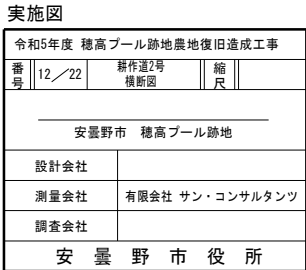 実施図
令和5年度 穂高プール跡地農地復旧造成工事
番号 12／22 耕作道2号 縮尺
横断図
安曇野市 穂高プール跡地
設計会社
測量会社 有限会社 サン・コンサルタンツ
調査会社
安曇野市役所